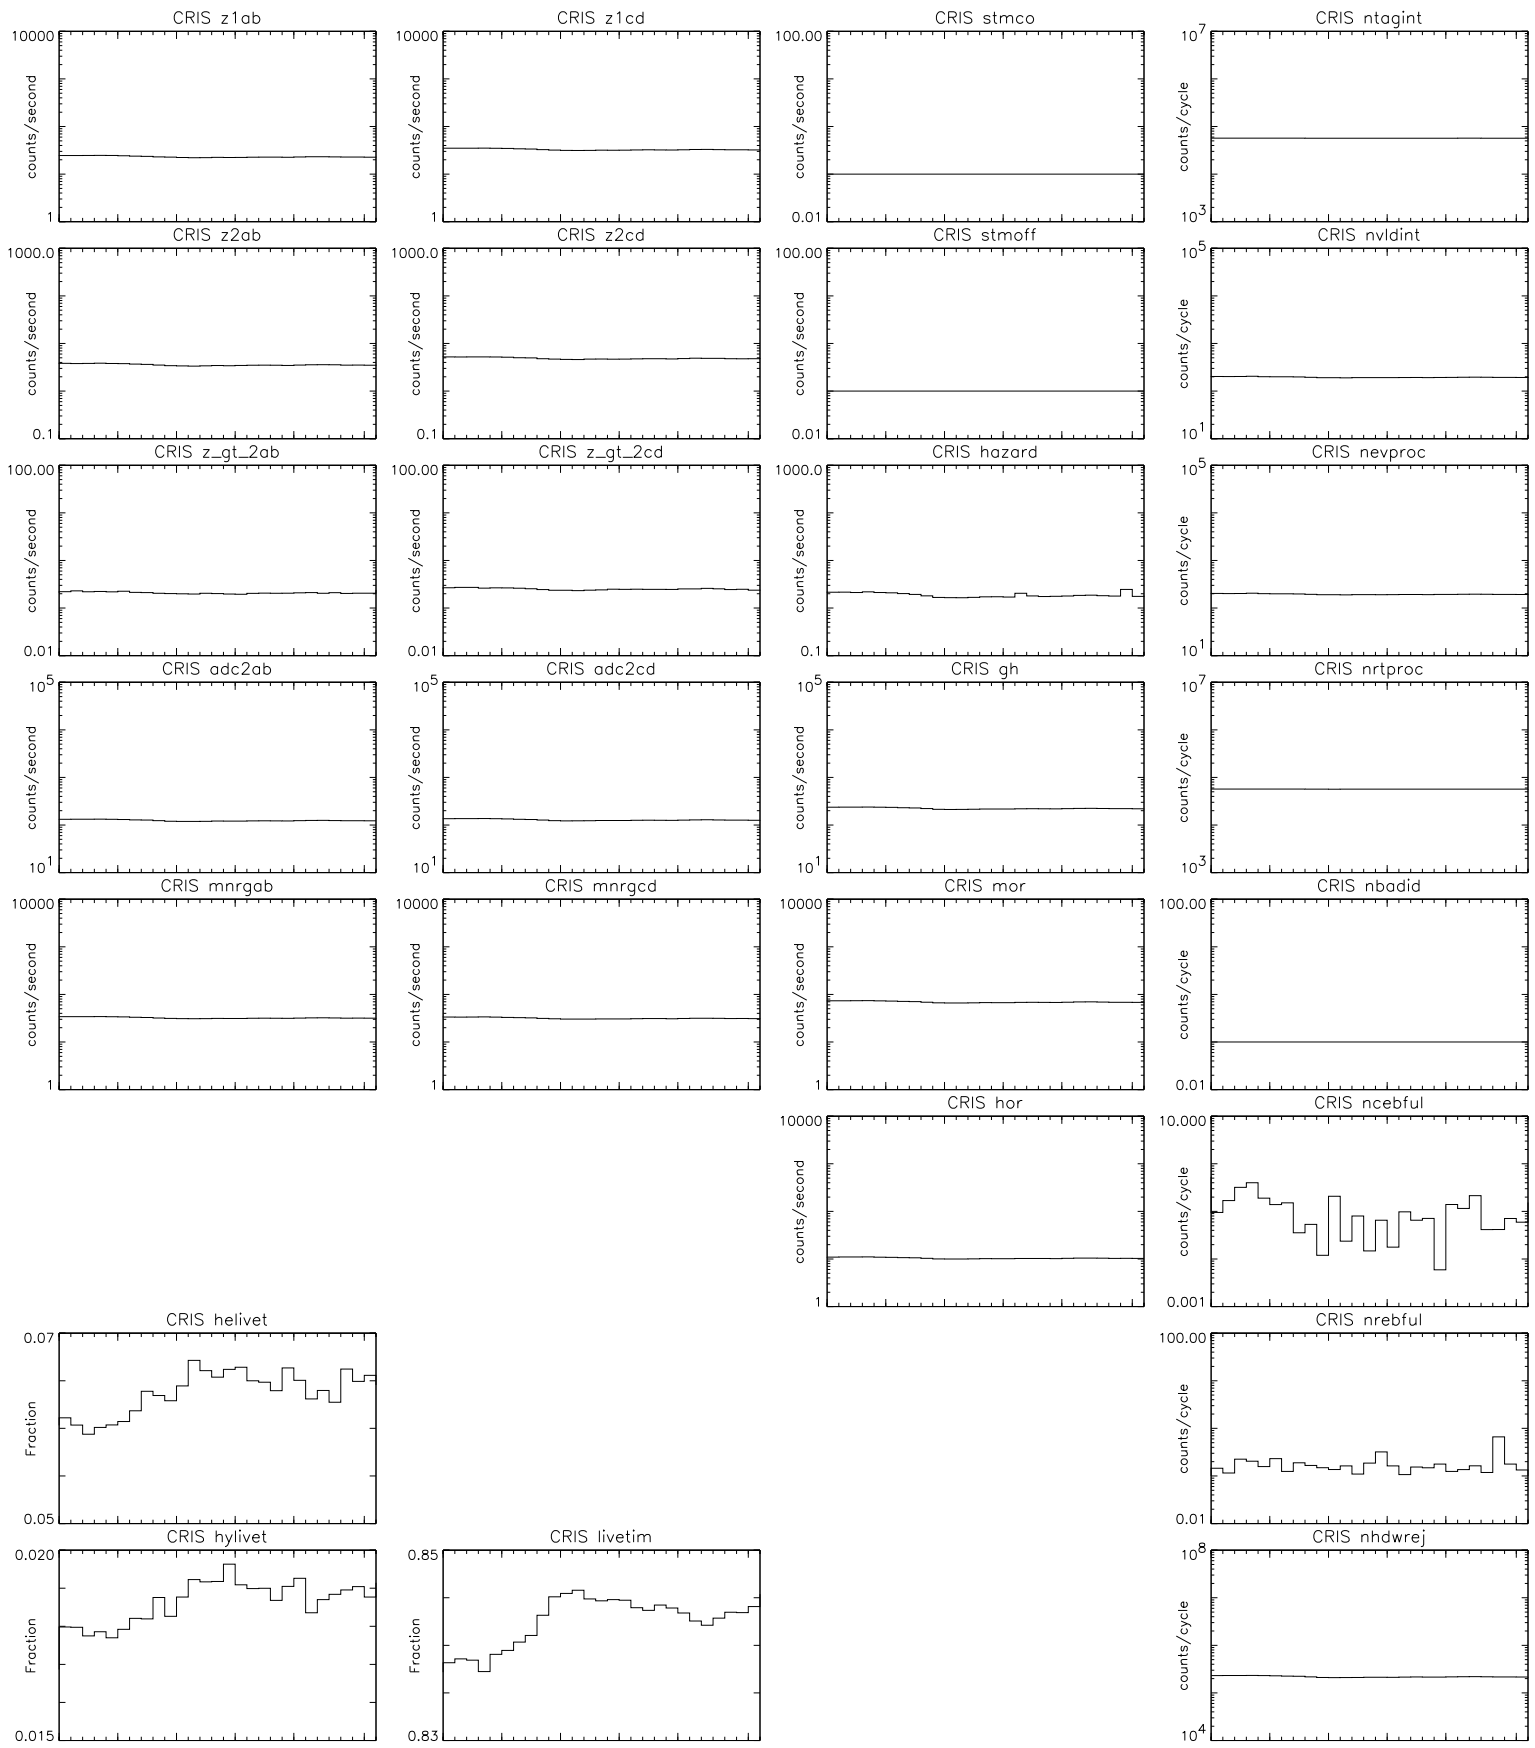 CRIS z1ab
10000
counts/second
1
CRIS z1cd
10000
counts/second
1
CRIS stmco
100.00
counts/second
0.01
CRIS ntagint
10^7
counts/cycle
10^3
CRIS z2ab
1000.0
counts/second
0.1
CRIS z2cd
1000.0
counts/second
0.1
CRIS stmoff
100.00
counts/second
0.01
CRIS nvldint
10^5
counts/cycle
10^1
CRIS z_gt_2ab
100.00
counts/second
0.01
CRIS z_gt_2cd
100.00
counts/second
0.01
CRIS hazard
1000.0
counts/second
0.1
CRIS nevproc
10^5
counts/cycle
10^1
CRIS adc2ab
10^5
counts/second
10^1
CRIS adc2cd
10^5
counts/second
10^1
CRIS gh
10^5
counts/second
10^1
CRIS nrtproc
10^7
counts/cycle
10^3
CRIS mnrgab
10000
counts/second
1
CRIS mnrgcd
10000
counts/second
1
CRIS mor
10000
counts/second
1
CRIS nbadid
100.00
counts/cycle
0.01
CRIS hor
10000
counts/second
1
CRIS ncebful
10.000
counts/cycle
0.001
CRIS helivet
0.07
Fraction
0.05
CRIS nrebful
100.00
counts/cycle
0.01
CRIS hylivet
0.020
Fraction
0.015
CRIS livetim
0.85
Fraction
0.83
CRIS nhdwrej
10^8
counts/cycle
10^4